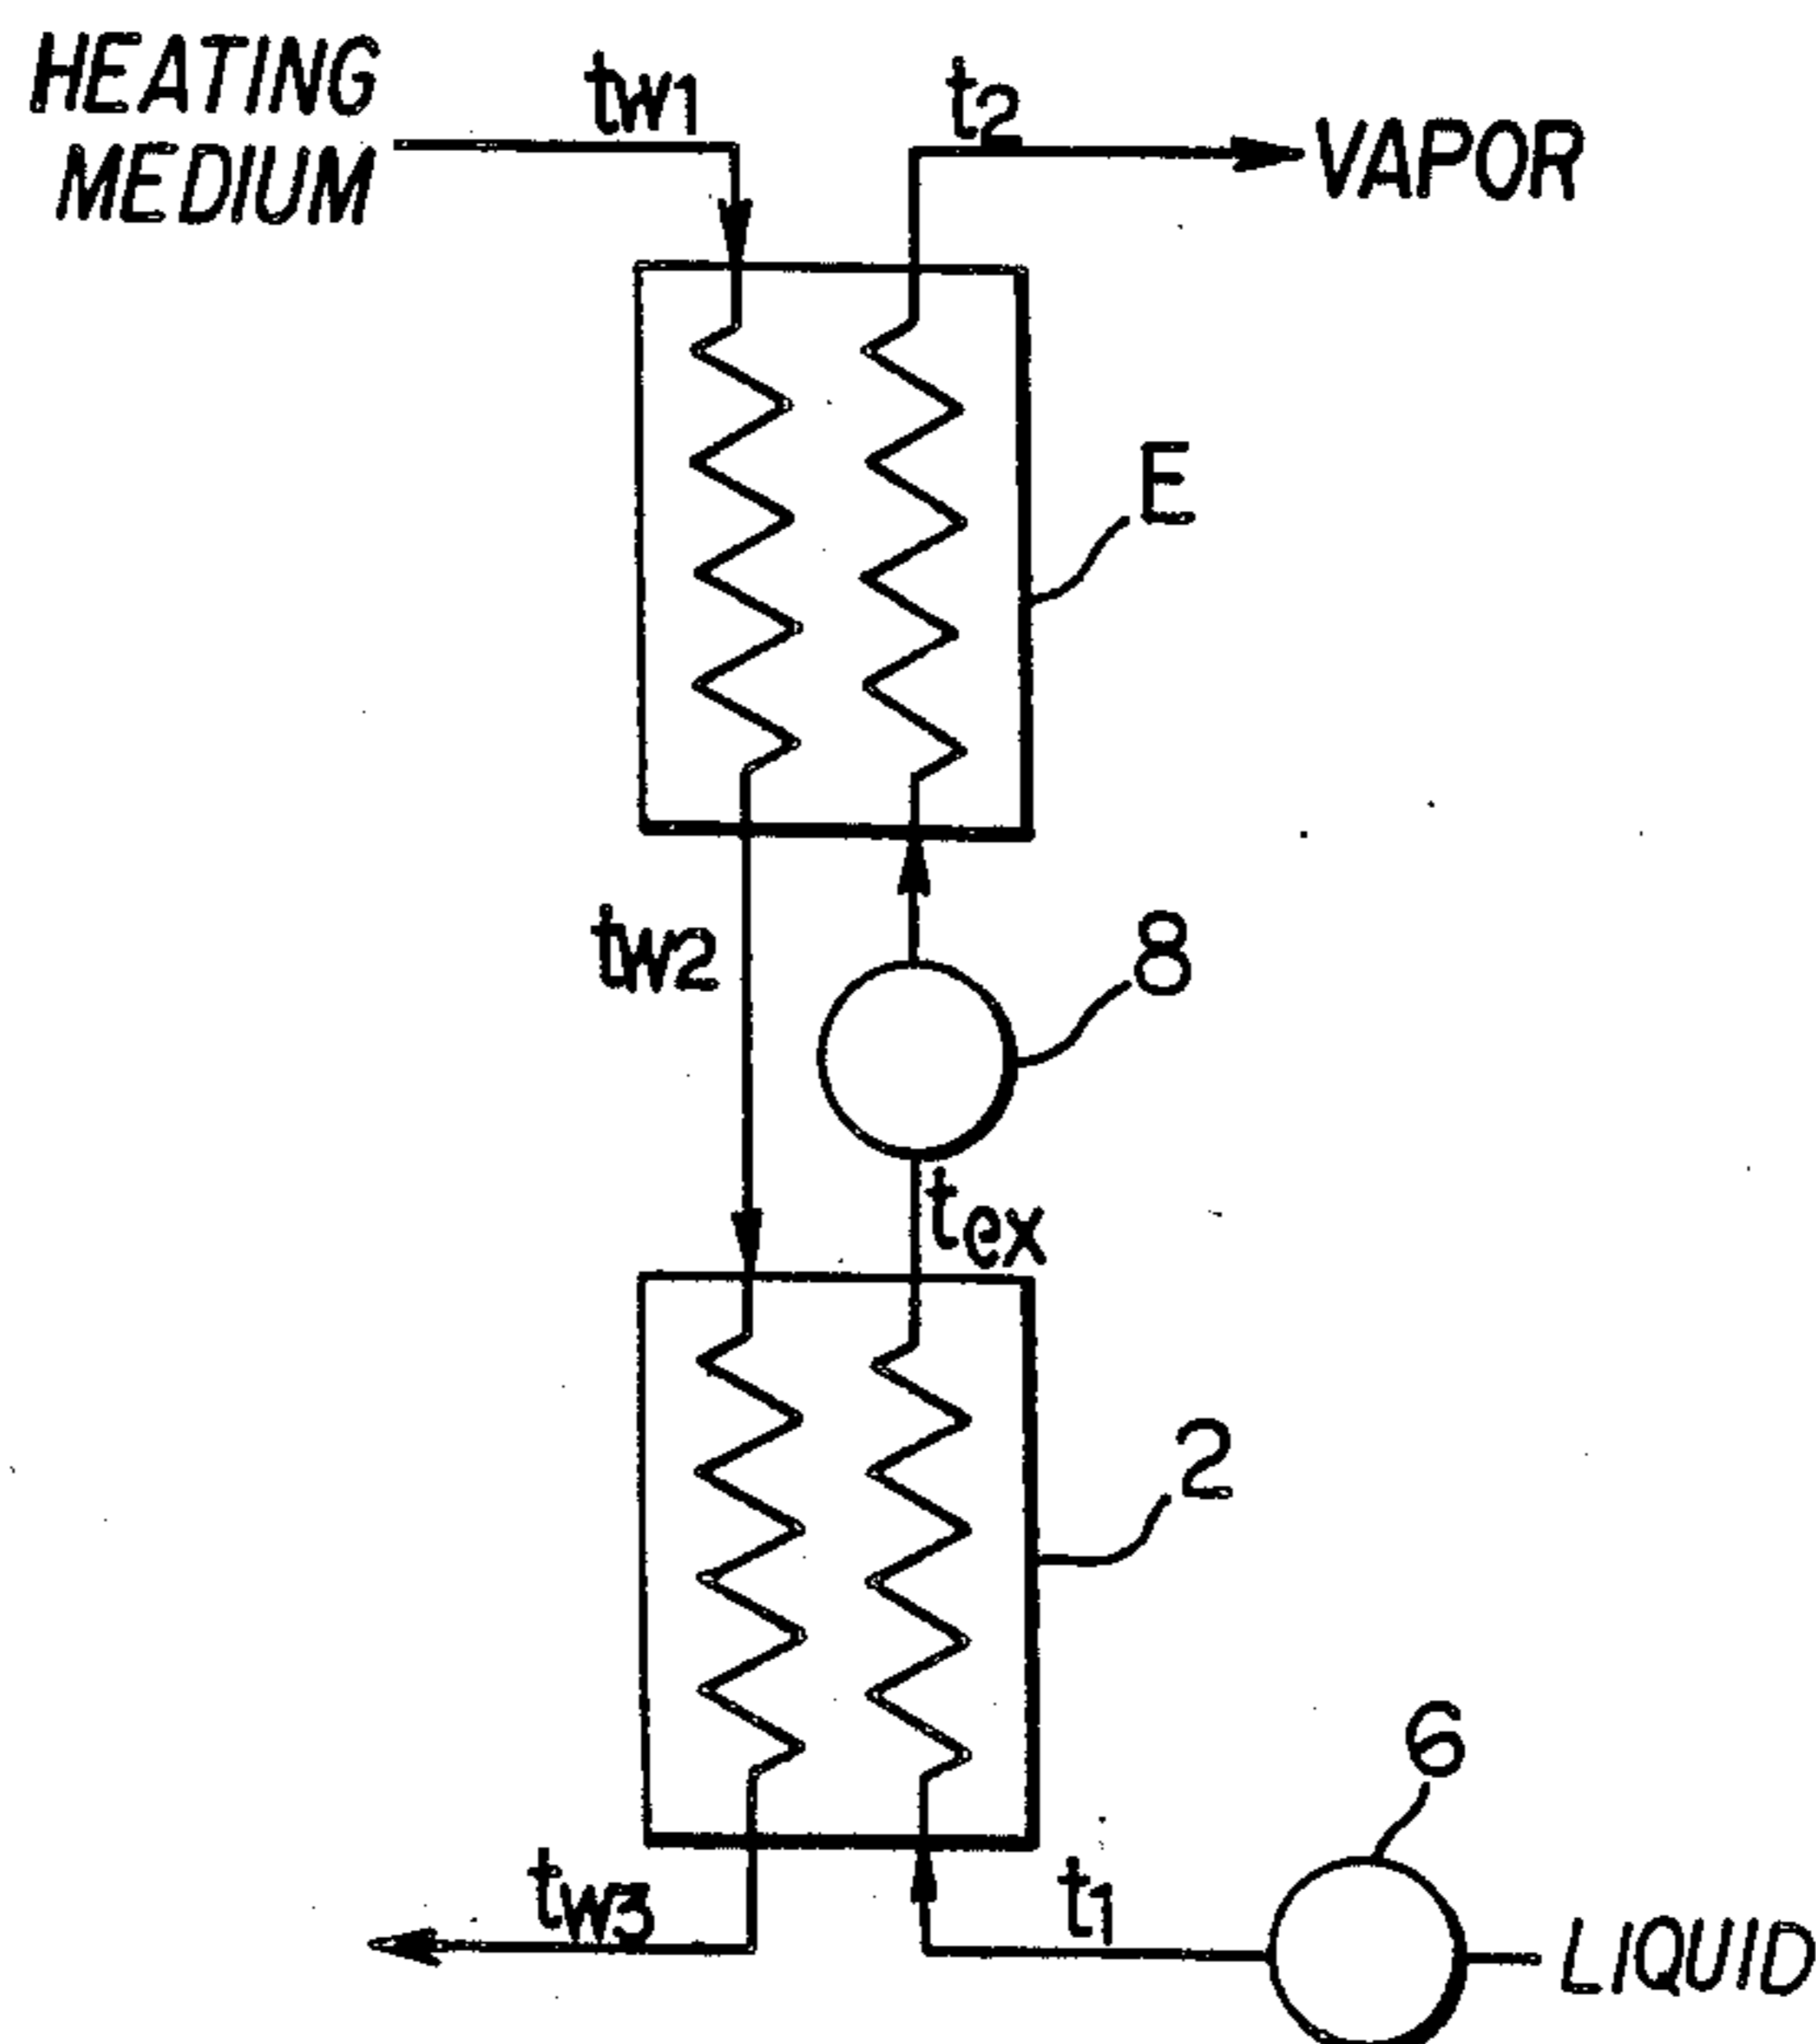 HEATING
MEDIUM
tw1
t2
VAPOR
E
tw2
8
tex
2
6
tw3
t1
LIQUID